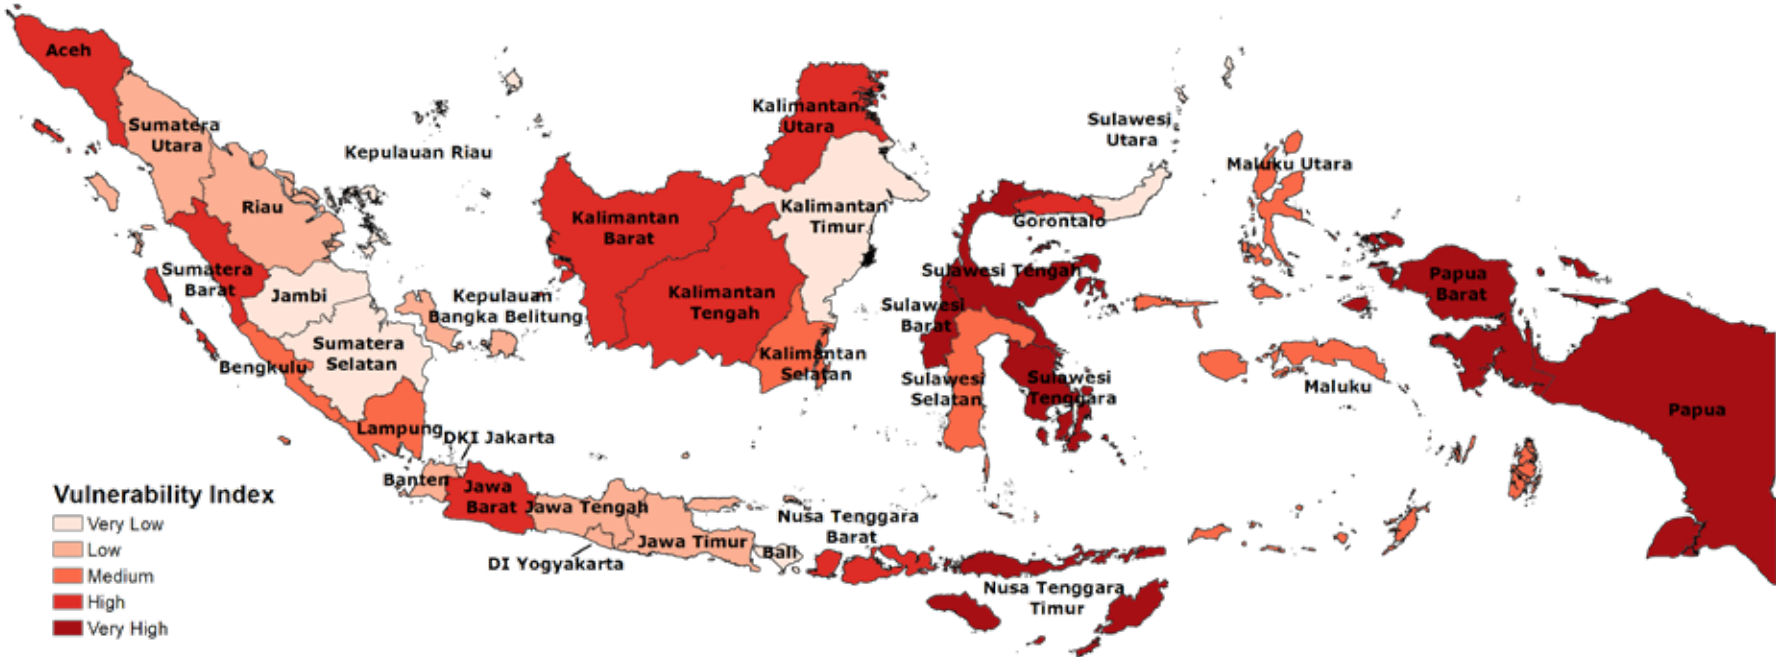 Aceh
Sumatera
Utara
Kepulauan Riau
Riau
Sumatera
Barat
Jambi
Kepulauan
Bangka Belitung
Sumatera
Selatan
Bengkulu
Lampung
DKI Jakarta
Banten
Jawa
Barat
Jawa Tengah
DI Yogyakarta
Jawa Timur
Bali
Nusa Tenggara
Barat
Nusa Tenggara
Timur
Kalimantan
Utara
Kalimantan
Barat
Kalimantan
Timur
Kalimantan
Tengah
Kalimantan
Selatan
Sulawesi
Utara
Gorontalo
Sulawesi Tengah
Sulawesi
Barat
Sulawesi
Selatan
Sulawesi
Tenggara
Maluku Utara
Maluku
Papua
Barat
Papua
Vulnerability Index
Very Low
Low
Medium
High
Very High